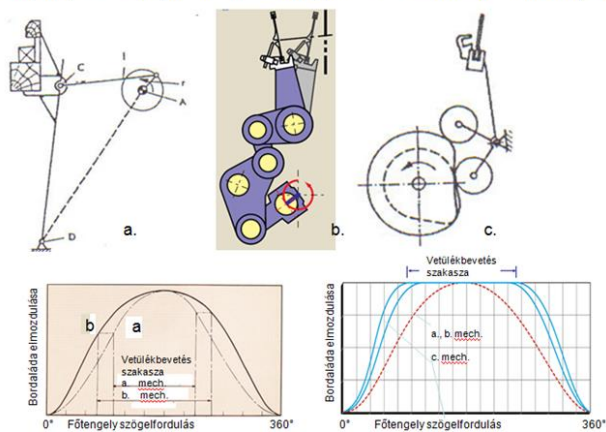 C
l
r
A
D
a.
b.
c.
Bordaláda elmozdulása
b
a
Vetülékbevetés
szakasza
a. mech.
b. mech.
0°
Főtengely szögelfordulás
360°
Vetülékbevetés
szakasza
Bordaláda elmozdulása
a., b. mech.
c. mech.
0°
Főtengely szögelfordulás
360°